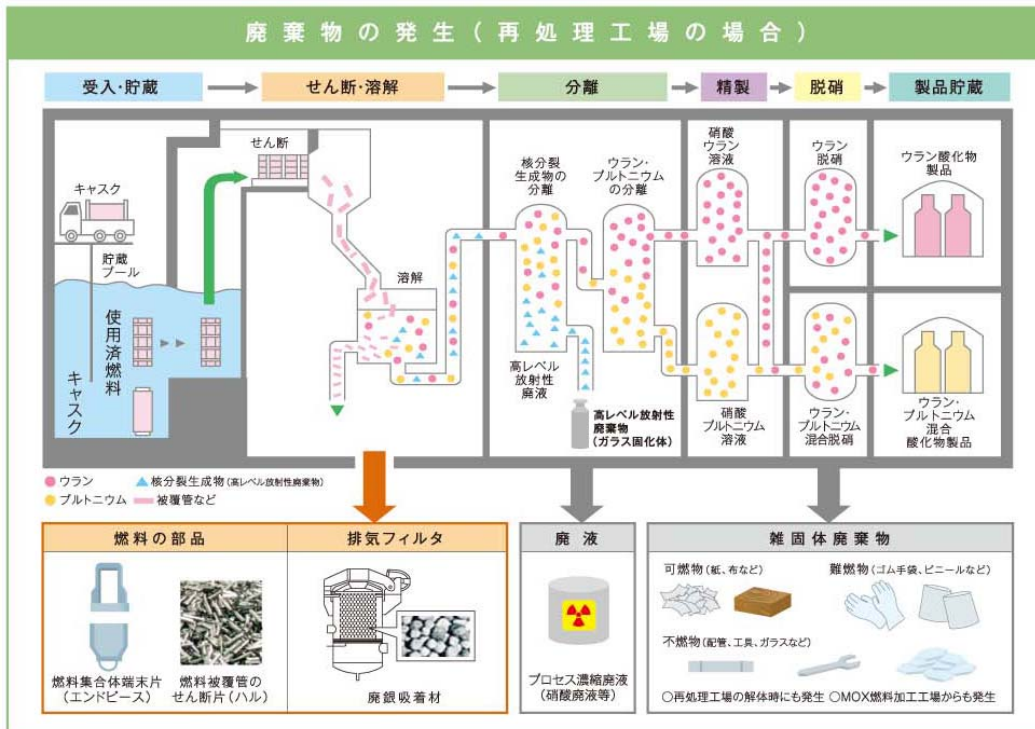 廃棄物の発生(再処理工場の場合)
受入・貯蔵
せん断・溶解
分離
精製
脱硝
製品貯蔵
キャスク
貯蔵
プール
使用済燃料
キャスク
せん断
溶解
核分裂
生成物の
分離
ウラン・
プルトニウム
の分離
高レベル
放射性
廃液
高レベル放射性
廃棄物
(ガラス固化体)
硝酸
ウラン
溶液
硝酸
プルトニウム
溶液
ウラン
脱硝
ウラン・
プルトニウム
混合脱硝
ウラン酸化物
製品
ウラン・
プルトニウム
混合
酸化物製品
ウラン
核分裂生成物(高レベル放射性廃棄物)
プルトニウム
被覆管など
燃料の部品
燃料集合体端末片
(エンドピース)
燃料被覆管の
せん断片(ハル)
排気フィルタ
廃銀吸着材
廃液
プロセス濃縮廃液
(硝酸廃液等)
雑固体廃棄物
可燃物(紙、布など)
難燃物(ゴム手袋、ビニールなど)
不燃物(配管、工具、ガラスなど)
○再処理工場の解体時にも発生 ○MOX燃料加工工場からも発生